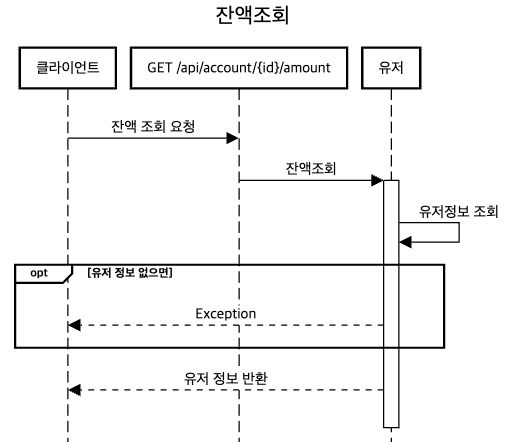 잔액조회
클라이언트
GET /api/account/{id}/amount
유저
잔액 조회 요청
잔액조회
유저정보 조회
opt
[유저 정보 없으면]
Exception
유저 정보 반환